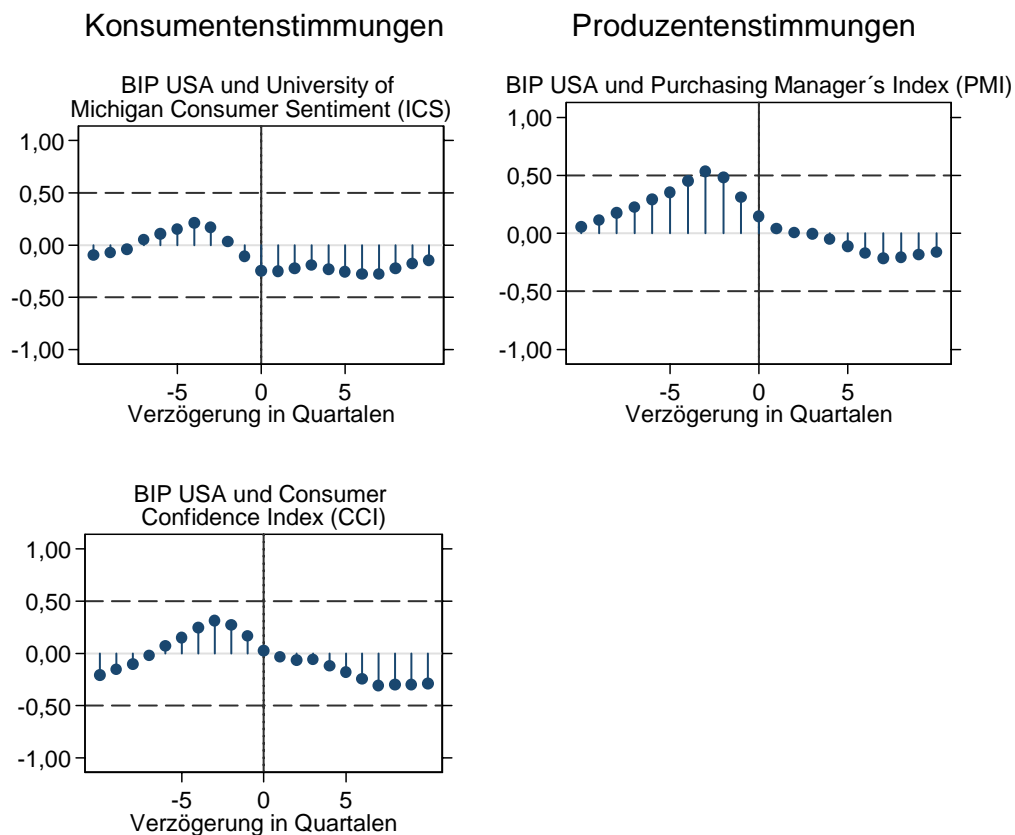 Konsumentenstimmungen
Produzentenstimmungen
BIP USA und University of
Michigan Consumer Sentiment (ICS)
1,00
0,50
0,00
-0,50
-1,00
-5 0 5
Verzögerung in Quartalen
BIP USA und Purchasing Manager´s Index (PMI)
1,00
0,50
0,00
-0,50
-1,00
-5 0 5
Verzögerung in Quartalen
BIP USA und Consumer
Confidence Index (CCI)
1,00
0,50
0,00
-0,50
-1,00
-5 0 5
Verzögerung in Quartalen